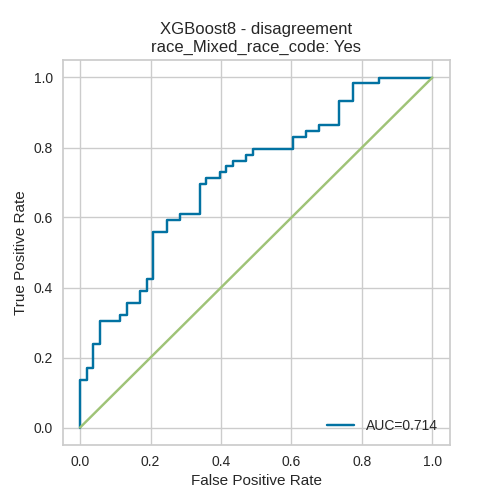 XGBoost8 - disagreement
race_Mixed_race_code: Yes
1.0
0.8
0.6
0.4
0.2
0.0
True Positive Rate
AUC=0.714
0.0 0.2 0.4 0.6 0.8 1.0
False Positive Rate